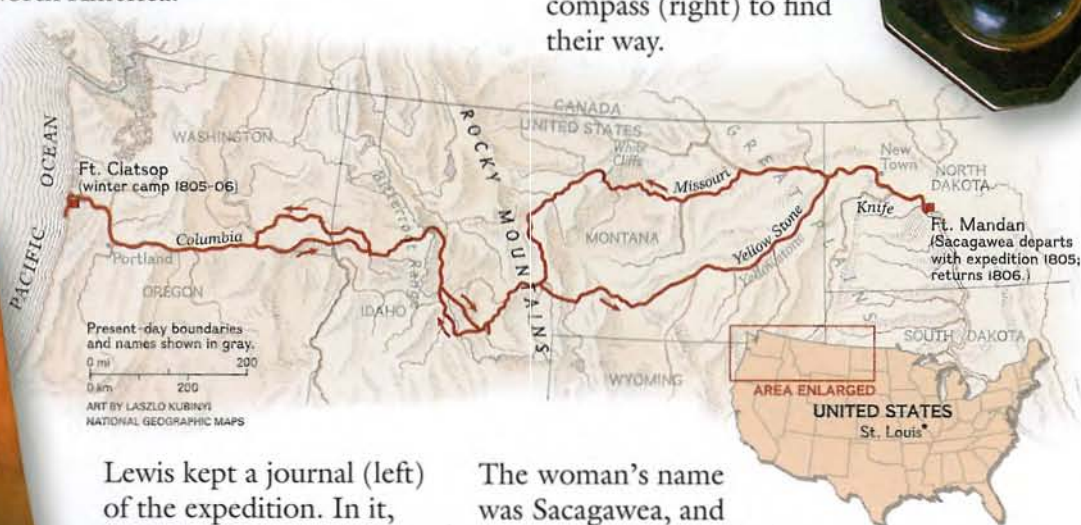 compass (right) to find
their way.
CANADA
UNITED STATES
White
Cliffs
WASHINGTON
ROCKY MOUNTAINS
GREAT PLAINS
New
Town
NORTH
DAKOTA
PACIFIC OCEAN
Ft. Clatsop
(winter camp 1805-06)
Bitterroot Range
Missouri
Knife
Ft. Mandan
(Sacagawea departs
with expedition 1805;
returns 1806.)
Columbia
Portland
MONTANA
Yellow Stone
Yellowstone
OREGON
IDAHO
Present-day boundaries
and names shown in gray.
0 mi 200
0 km 200
ART BY LASZLO KUBINYI
NATIONAL GEOGRAPHIC MAPS
SOUTH DAKOTA
WYOMING
AREA ENLARGED
UNITED STATES
St. Louis
Lewis kept a journal (left)
of the expedition. In it,
The woman's name
was Sacagawea, and